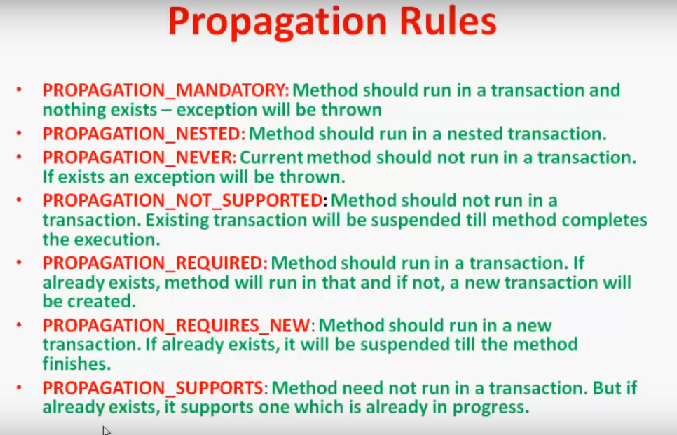 Propagation Rules
• PROPAGATION_MANDATORY: Method should run in a transaction and
nothing exists – exception will be thrown
• PROPAGATION_NESTED: Method should run in a nested transaction.
• PROPAGATION_NEVER: Current method should not run in a transaction.
If exists an exception will be thrown.
• PROPAGATION_NOT_SUPPORTED: Method should not run in a
transaction. Existing transaction will be suspended till method completes
the execution.
• PROPAGATION_REQUIRED: Method should run in a transaction. If
already exists, method will run in that and if not, a new transaction will
be created.
• PROPAGATION_REQUIRES_NEW: Method should run in a new
transaction. If already exists, it will be suspended till the method
finishes.
• PROPAGATION_SUPPORTS: Method need not run in a transaction. But if
already exists, it supports one which is already in progress.